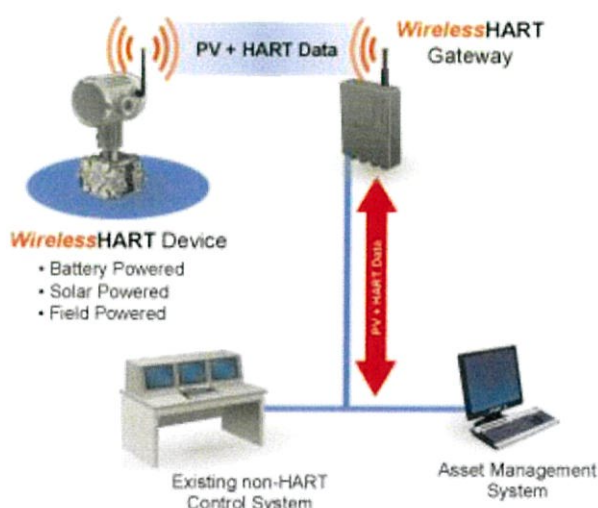 PV + HART Data
WirelessHART
Gateway
WirelessHART Device
• Battery Powered
• Solar Powered
• Field Powered
PV + HART Data
Existing non-HART
Control System
Asset Management
System